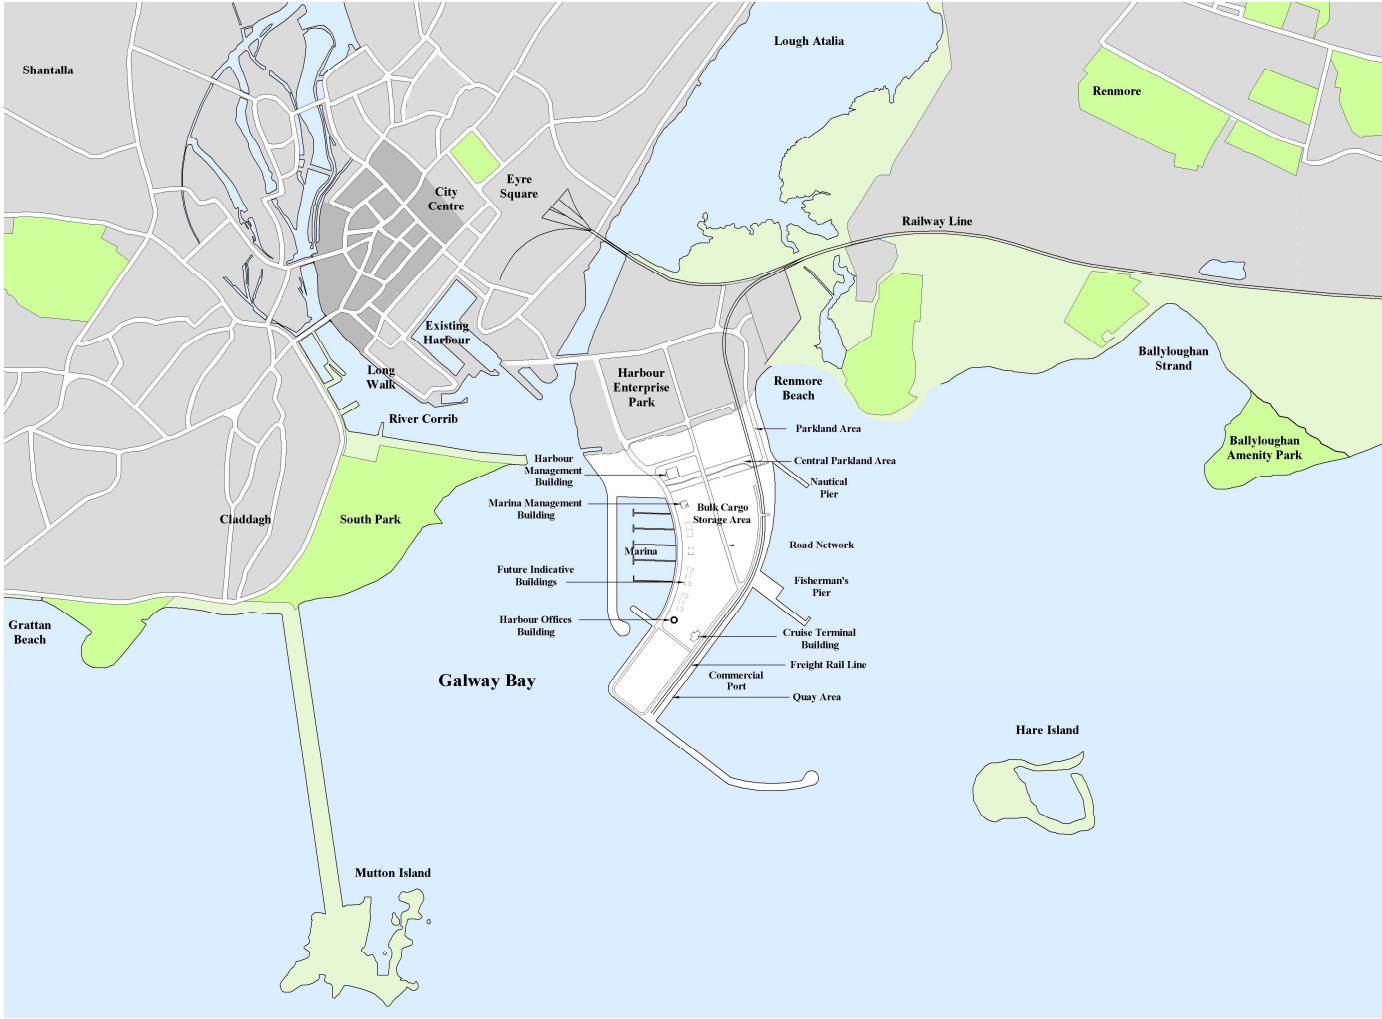 Lough Atalia
Shantalla
Renmore
Eyre
Square
City
Centre
Railway Line
Existing
Harbour
Ballyloughan
Strand
Long
Walk
Harbour
Enterprise
Park
Renmore
Beach
River Corrib
Parkland Area
Ballyloughan
Amenity Park
Harbour
Management
Building
Central Parkland Area
Nautical
Pier
Marina Management
Building
Bulk Cargo
Storage Area
Claddagh
South Park
Marina
Road Network
Future Indicative
Buildings
Fisherman's
Pier
Grattan
Beach
Harbour Offices
Building
Cruise Terminal
Building
Freight Rail Line
Commercial
Port
Galway Bay
Quay Area
Hare Island
Mutton Island